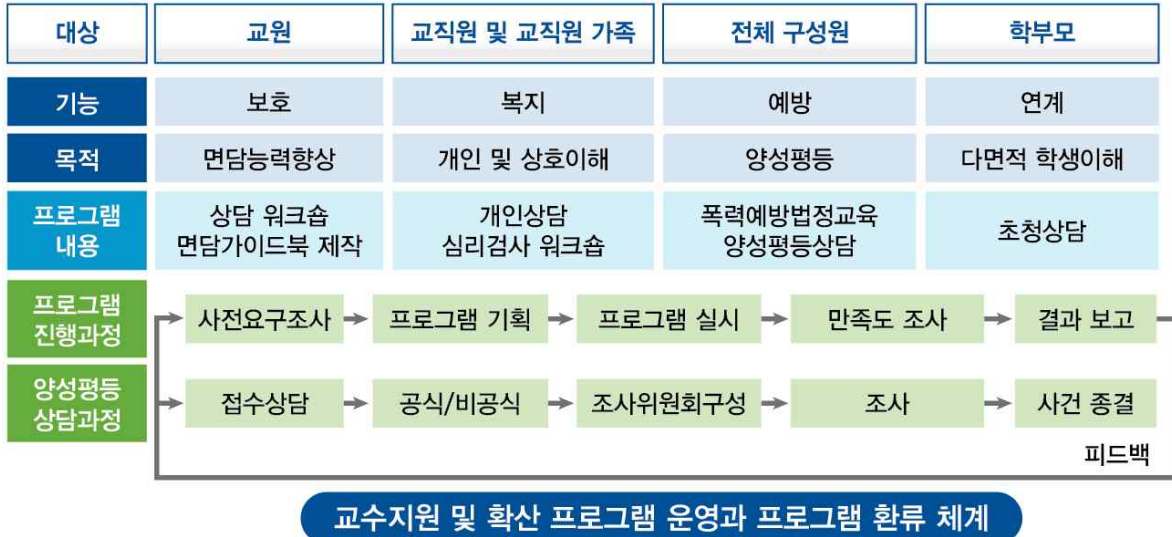 대상 교원 교직원 및 교직원 가족 전체 구성원 학부모
기능 보호 복지 예방 연계
목적 면담능력향상 개인 및 상호이해 양성평등 다면적 학생이해
프로그램 내용
상담 워크숍
면담가이드북 제작
개인상담
심리검사 워크숍
폭력예방법정교육
양성평등상담
초청상담
프로그램
진행과정
사전요구조사 프로그램 기획 프로그램 실시 만족도 조사 결과 보고
양성평등
상담과정
접수상담 공식/비공식 조사위원회구성 조사 사건 종결
피드백
교수지원 및 확산 프로그램 운영과 프로그램 환류 체계